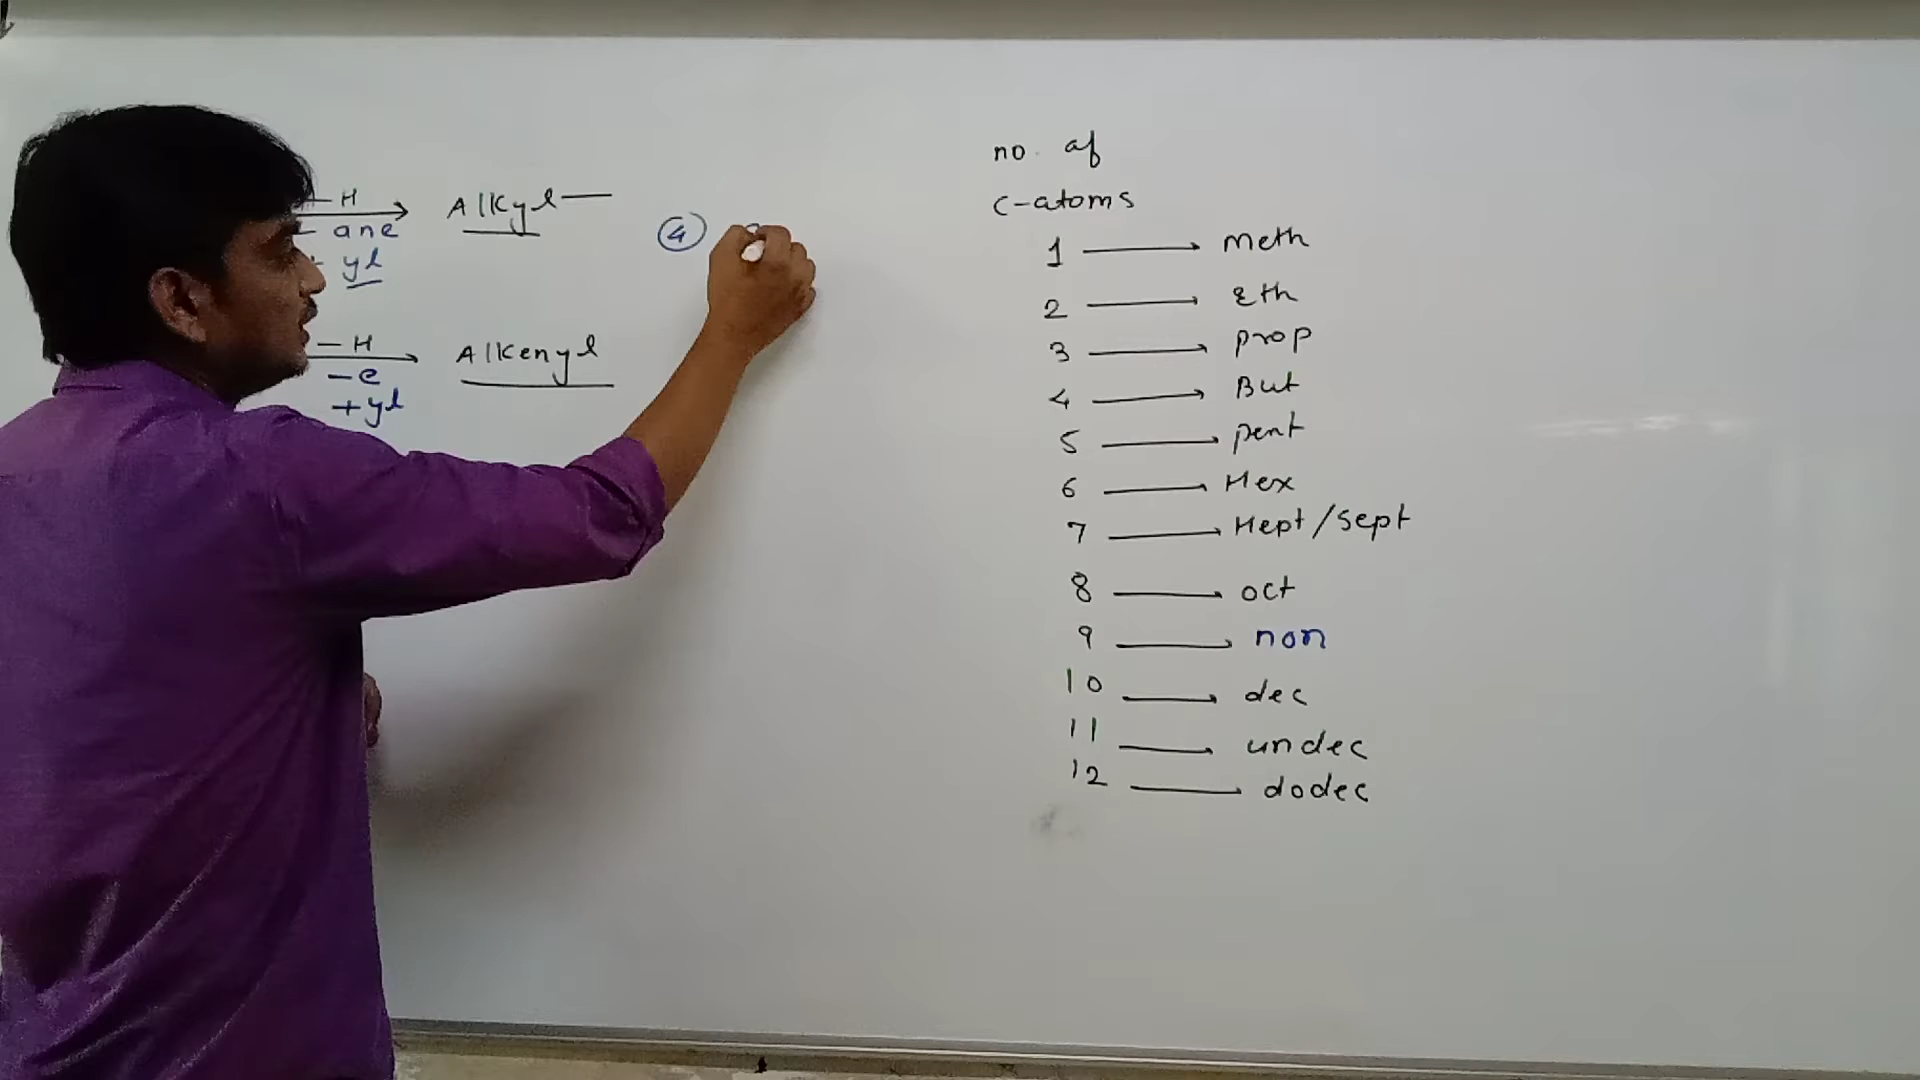 — H
Alkyl —
- ane
yl
— H
Alkenyl
- e
+ yl
④
no. of
C-atoms
1 → meth
2 → Eth
3 → prop
4 → But
5 → pent
6 → Hex
7 → Hept/Sept
8 → oct
9 → non
10 → dec
11 → undec
12 → dodec